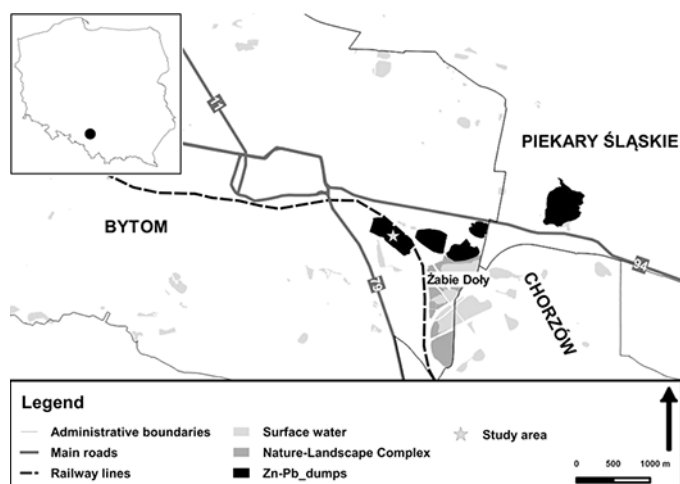 PIEKARY ŚLĄSKIE
11
BYTOM
94
79
Żabie Doły
CHORZÓW
Legend
Administrative boundaries
Main roads
Railway lines
Surface water
Nature-Landscape Complex
Zn-Pb_dumps
Study area
0 500 1000 m